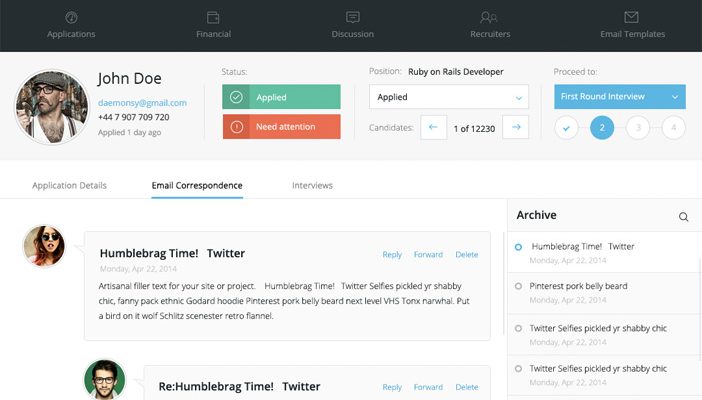 Applications Financial Discussion Recruiters Email Templates
John Doe
daemonsy@gmail.com
+44 7 907 709 720
Applied 1 day ago
Status:
Applied
Need attention
Position: Ruby on Rails Developer
Applied
Candidates: 1 of 12230
Proceed to:
First Round Interview
2 3 4
Application Details Email Correspondence Interviews
Humblebrag Time! Twitter Reply Forward Delete
Monday, Apr 22, 2014
Artisanal filler text for your site or project. Humblebrag Time! Twitter Selfies pickled yr shabby
chic, fanny pack ethnic Godard hoodie Pinterest pork belly beard next level VHS Tonx narwhal. Put
a bird on it wolf Schlitz scenester retro flannel.
Re:Humblebrag Time! Twitter Reply Forward Delete
Archive
Humblebrag Time! Twitter
Monday, Apr 22, 2014
Pinterest pork belly beard
Monday, Apr 22, 2014
Twitter Selfies pickled yr shabby chic
Monday, Apr 22, 2014
Twitter Selfies pickled yr shabby chic
Monday, Apr 22, 2014